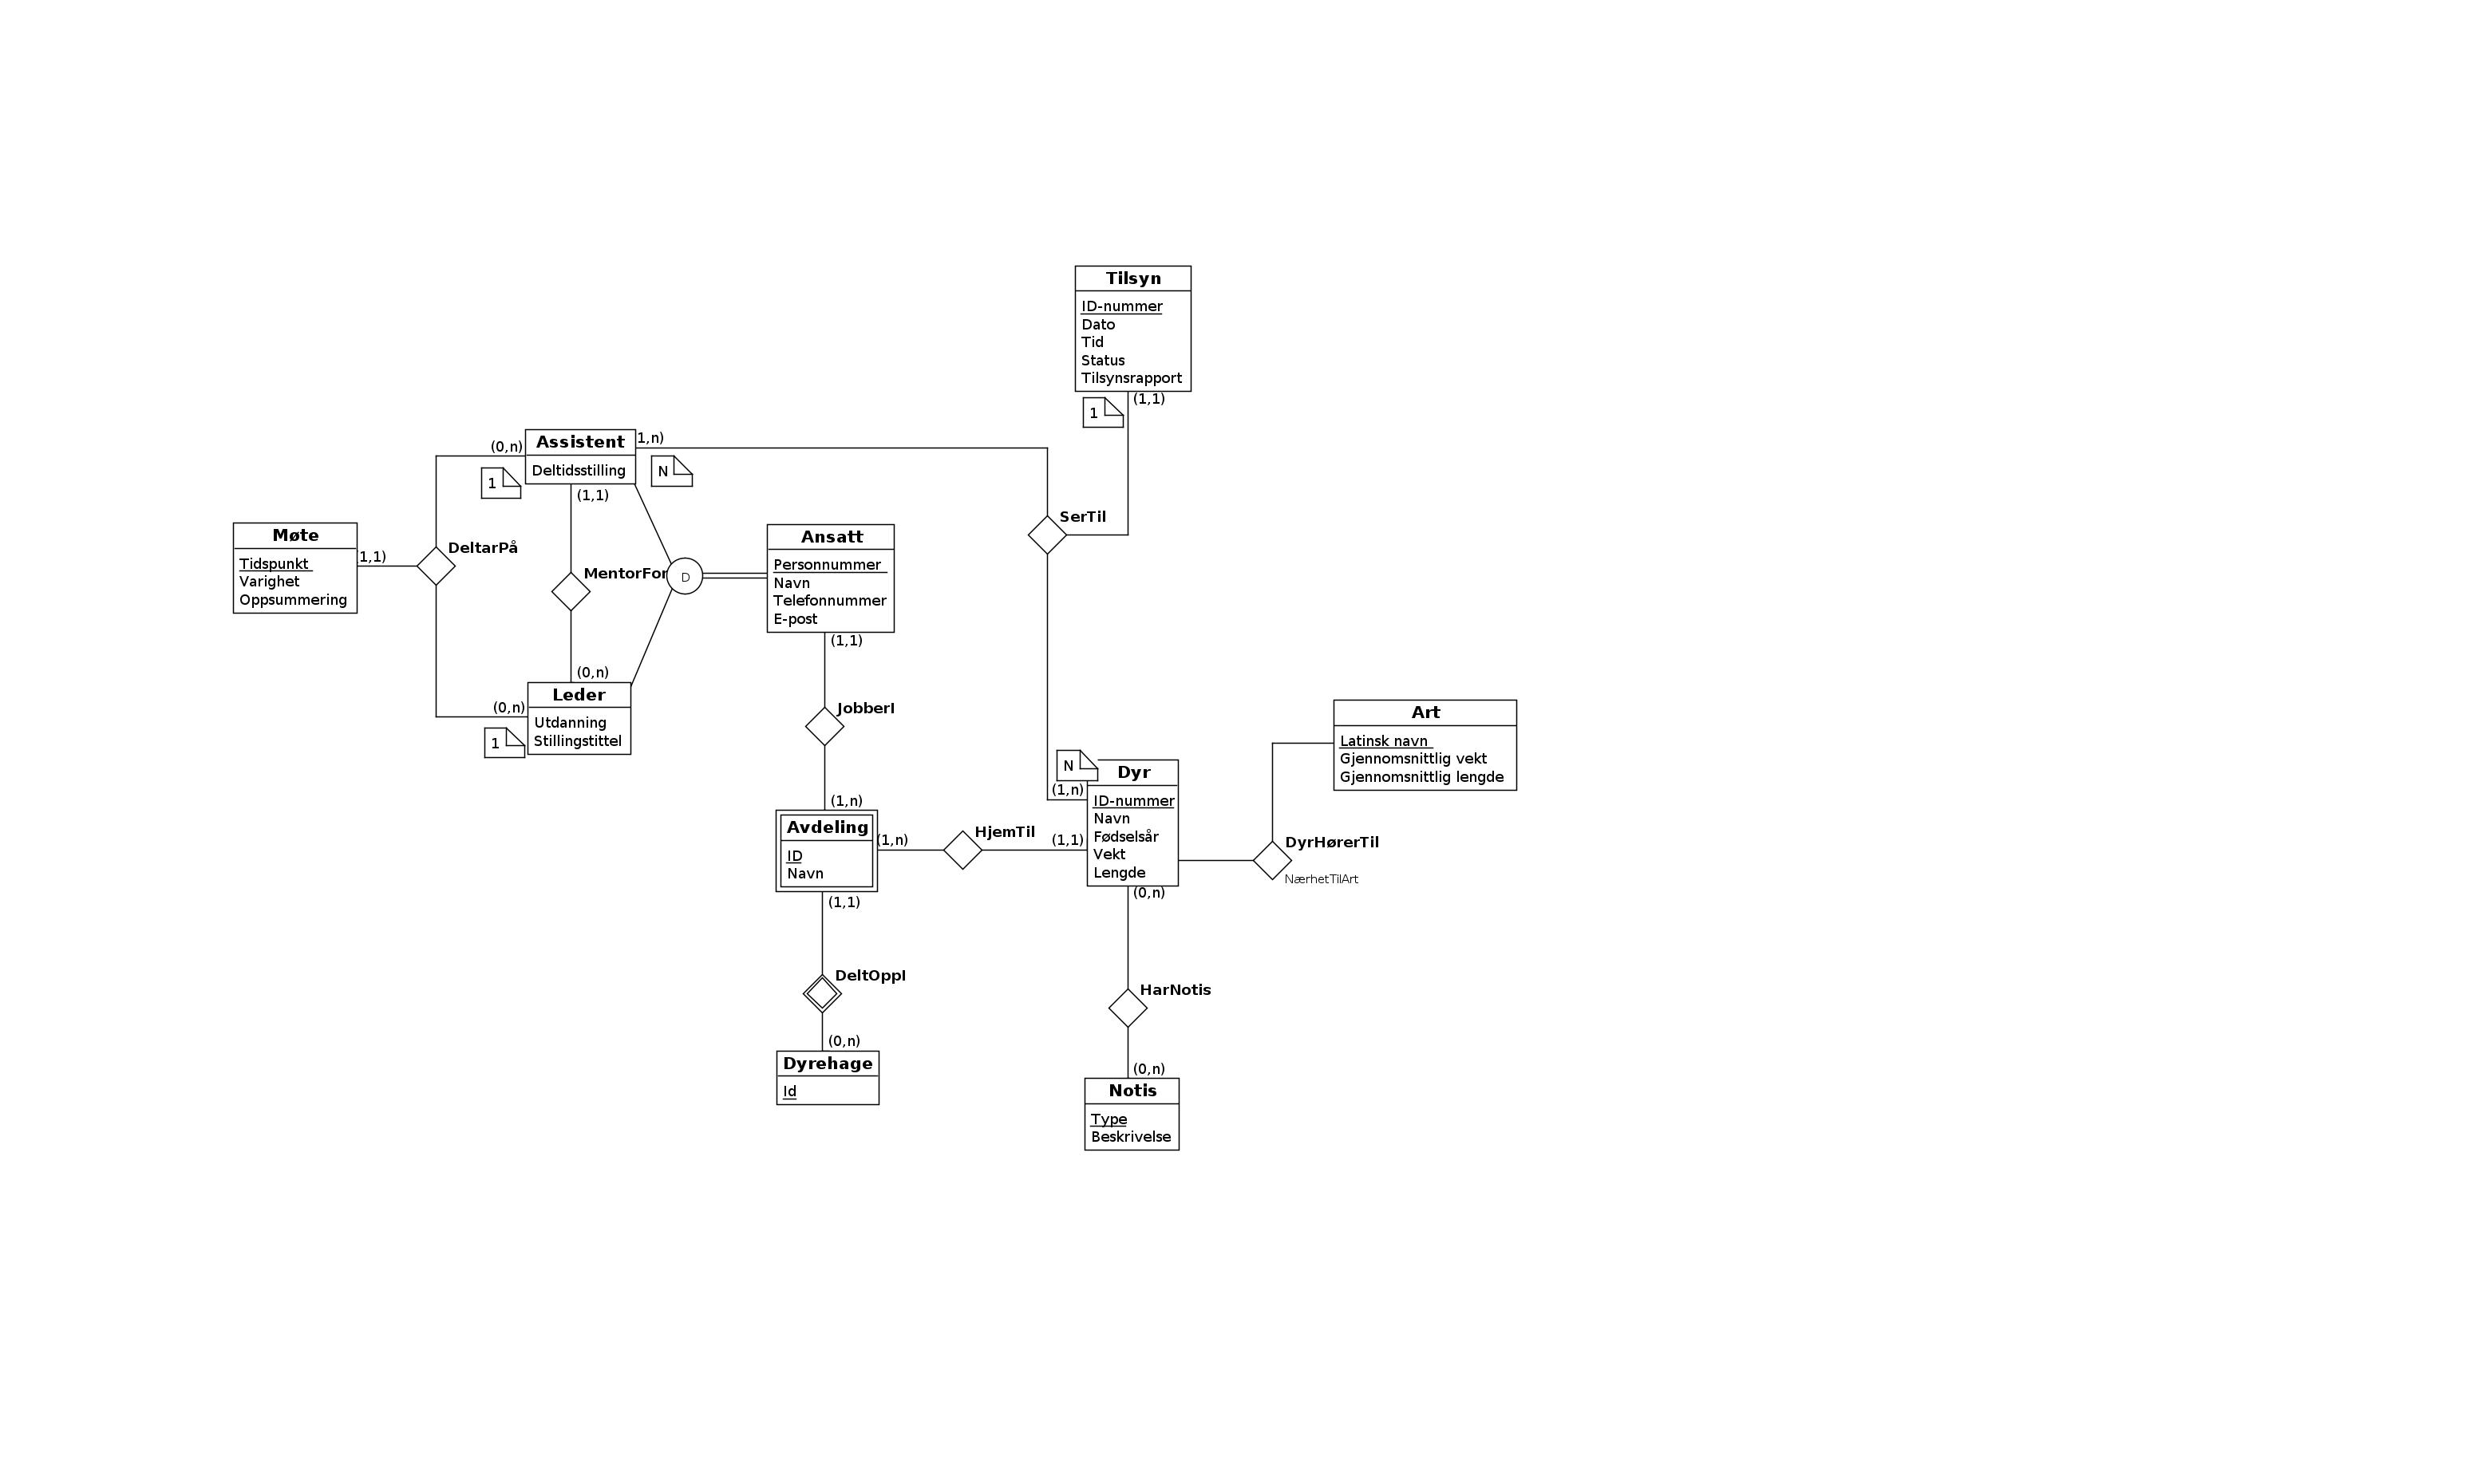 Tilsyn
ID-nummer
Dato
Tid
Status
Tilsynsrapport
(1,1)
1
Assistent
Deltidsstilling
(0,n)
1,n)
1
N
(1,1)
SerTil
Møte
Tidspunkt
Varighet
Oppsummering
1,1)
DeltarPå
MentorFor
D
Ansatt
Personnummer
Navn
Telefonnummer
E-post
(1,1)
(0,n)
Leder
Utdanning
Stillingstittel
(0,n)
1
JobberI
Art
Latinsk navn
Gjennomsnittlig vekt
Gjennomsnittlig lengde
N
Dyr
ID-nummer
Navn
Fødselsår
Vekt
Lengde
(1,n)
(1,n)
Avdeling
ID
Navn
(1,n)
HjemTil
(1,1)
DyrHørerTil
NærhetTilArt
(1,1)
(0,n)
DeltOppI
HarNotis
(0,n)
Dyrehage
Id
(0,n)
Notis
Type
Beskrivelse